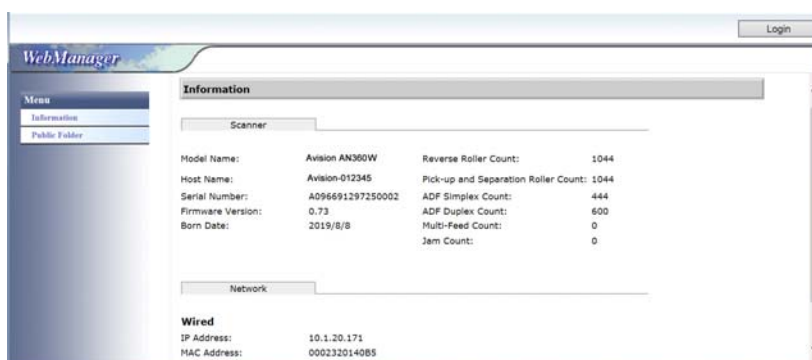 Login
WebManager
Menu
Information
Public Folder
Information
Scanner
Model Name: Avision AN360W Reverse Roller Count: 1044
Host Name: Avision-012345 Pick-up and Separation Roller Count: 1044
Serial Number: A096691297250002 ADF Simplex Count: 444
Firmware Version: 0.73 ADF Duplex Count: 600
Born Date: 2019/8/8 Multi-Feed Count: 0
Jam Count: 0
Network
Wired
IP Address: 10.1.20.171
MAC Address: 0002320140B5